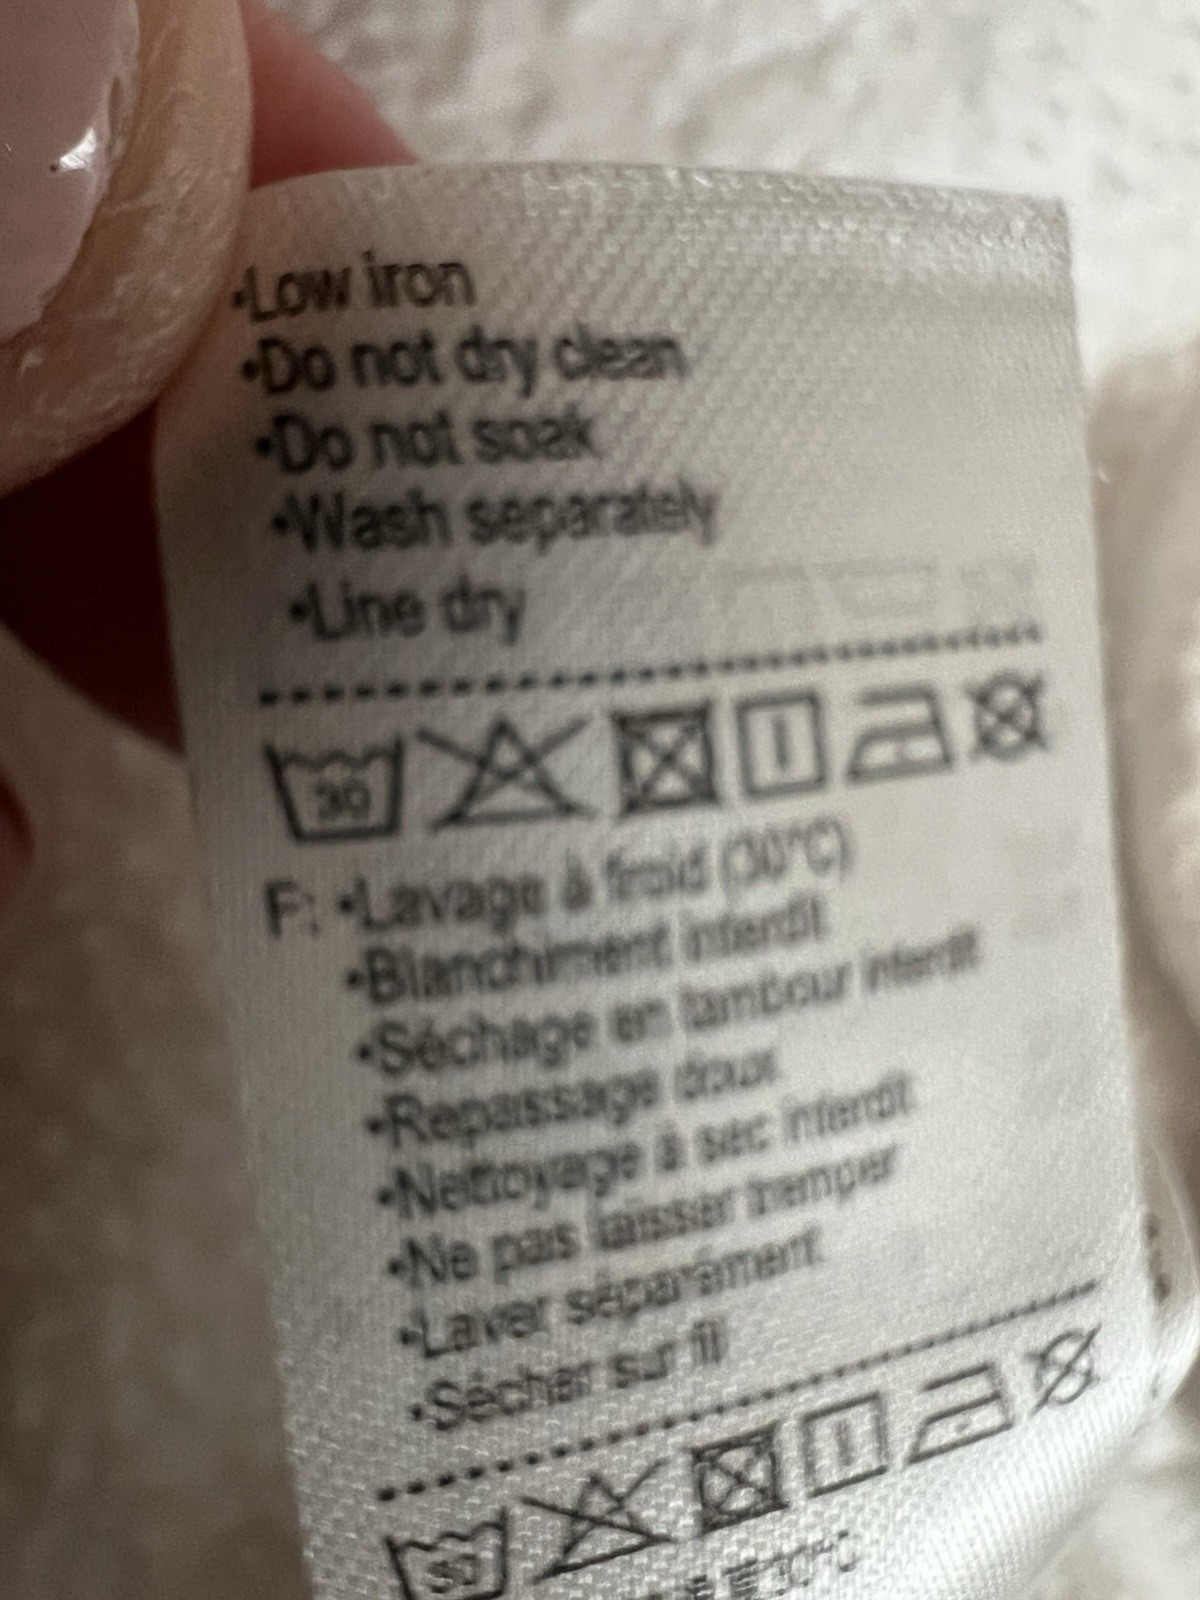 •Low iron
•Do not dry clean
•Do not soak
•Wash separately
•Line dry
30
F: •Lavage à froid (30°C)
•Blanchiment interdit
•Séchage en tambour interdit
•Repassage doux
•Nettoyage à sec interdit
•Ne pas laisser tremper
•Laver séparément
•Sécher sur fil
30
30°C